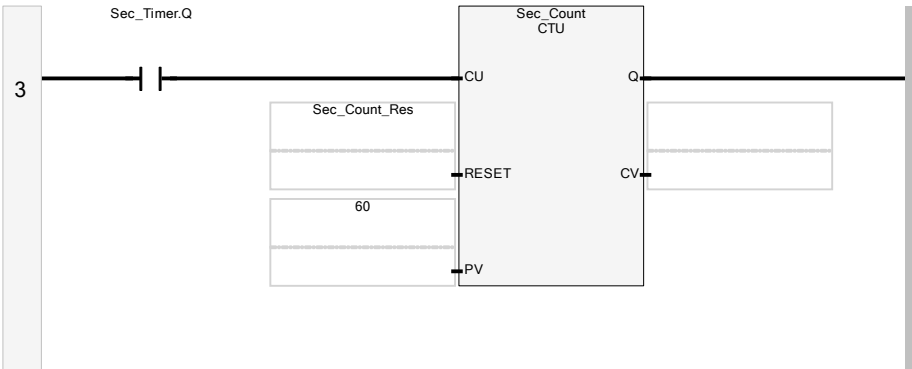 Sec_Timer.Q
Sec_Count
CTU
3
CU
Q
Sec_Count_Res
RESET
CV
60
PV